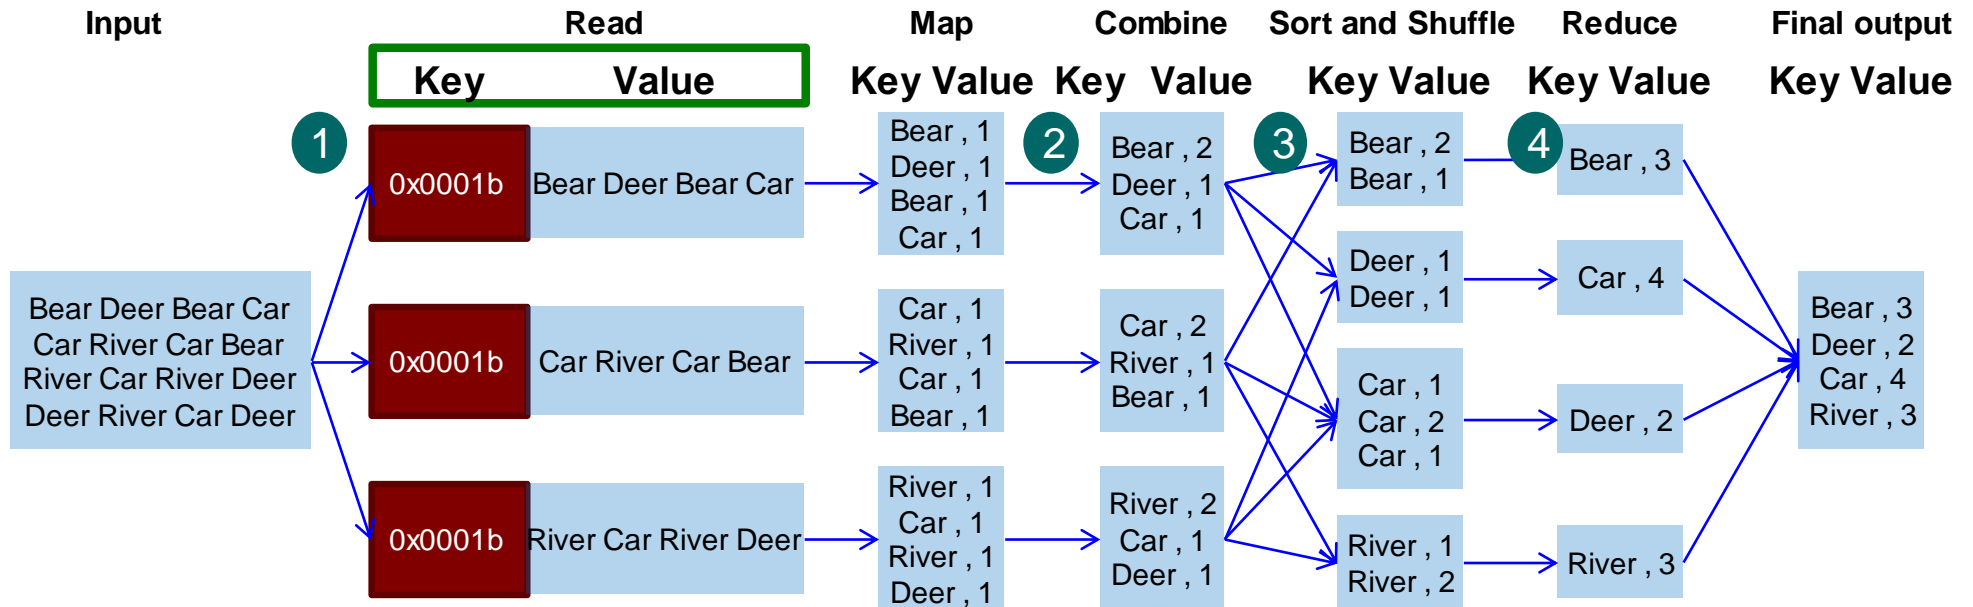 Input
Read
Map
Combine
Sort and Shuffle
Reduce
Final output
Key Value
Key Value
Key Value
Key Value
Key Value
Key Value
1
2
3
4
Bear Deer Bear Car
Car River Car Bear
River Car River Deer
Deer River Car Deer
0x0001b
Bear Deer Bear Car
0x0001b
Car River Car Bear
0x0001b
River Car River Deer
Bear , 1
Deer , 1
Bear , 1
Car , 1
Car , 1
River , 1
Car , 1
Bear , 1
River , 1
Car , 1
River , 1
Deer , 1
Bear , 2
Deer , 1
Car , 1
Car , 2
River , 1
Bear , 1
River , 2
Car , 1
Deer , 1
Bear , 2
Bear , 1
Deer , 1
Deer , 1
Car , 1
Car , 2
Car , 1
River , 1
River , 2
Bear , 3
Car , 4
Deer , 2
River , 3
Bear , 3
Deer , 2
Car , 4
River , 3